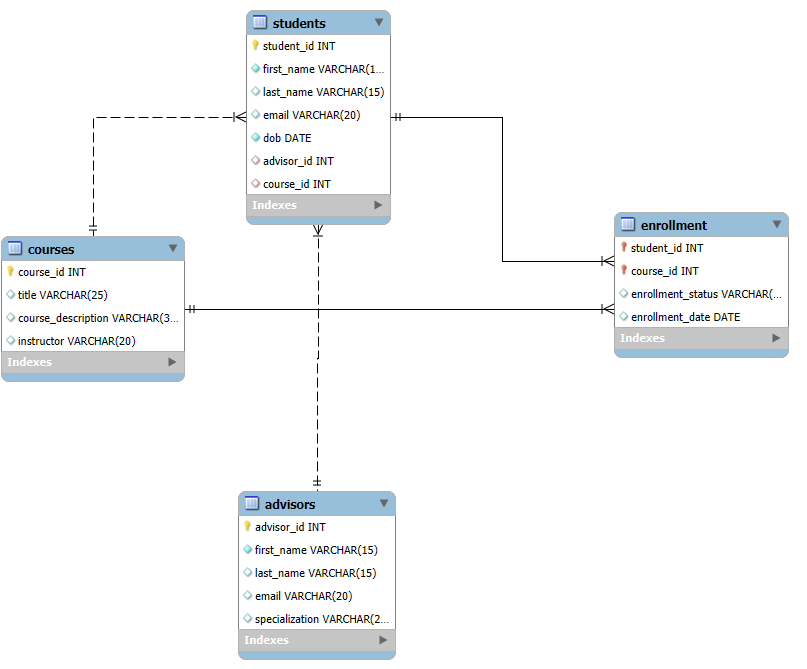 students
student_id INT
first_name VARCHAR(1...
last_name VARCHAR(15)
email VARCHAR(20)
dob DATE
advisor_id INT
course_id INT
Indexes
courses
course_id INT
title VARCHAR(25)
course_description VARCHAR(3...
instructor VARCHAR(20)
Indexes
enrollment
student_id INT
course_id INT
enrollment_status VARCHAR(...
enrollment_date DATE
Indexes
advisors
advisor_id INT
first_name VARCHAR(15)
last_name VARCHAR(15)
email VARCHAR(20)
specialization VARCHAR(2...
Indexes